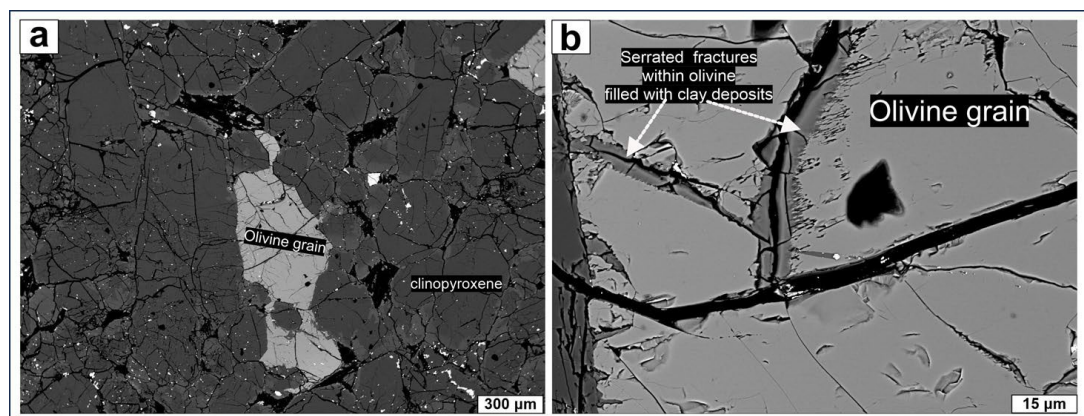 a
Olivine grain
clinopyroxene
300 µm
b
Serrated fractures
within olivine
filled with clay deposits
Olivine grain
15 µm